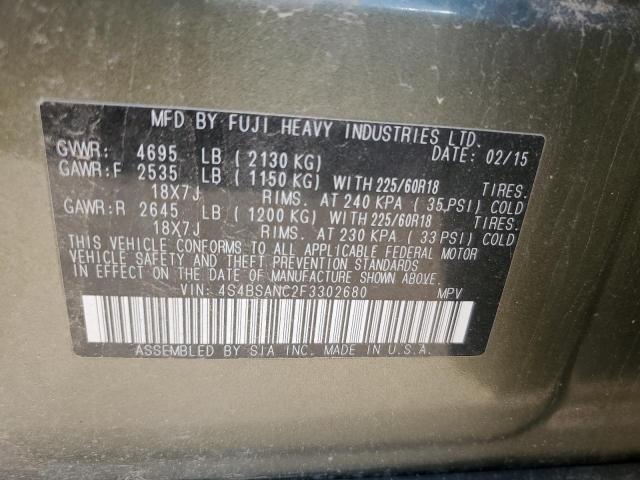 MFD BY FUJI HEAVY INDUSTRIES LTD.
GVWR: 4695 LB (2130 KG) DATE: 02/15
GAWR:F 2535 LB (1150 KG) WITH 225/60R18 TIRES.
18X7J RIMS. AT 240 KPA (35 PSI) COLD
GAWR:R 2645 LB (1200 KG) WITH 225/60R18 TIRES.
18X7J RIMS. AT 230 KPA (33 PSI) COLD
THIS VEHICLE CONFORMS TO ALL APPLICABLE FEDERAL MOTOR
VEHICLE SAFETY AND THEFT PREVENTION STANDARDS
IN EFFECT ON THE DATE OF MANUFACTURE SHOWN ABOVE.
VIN: 4S4BSANC2F3302680 MPV
ASSEMBLED BY SIA INC. MADE IN U.S.A.